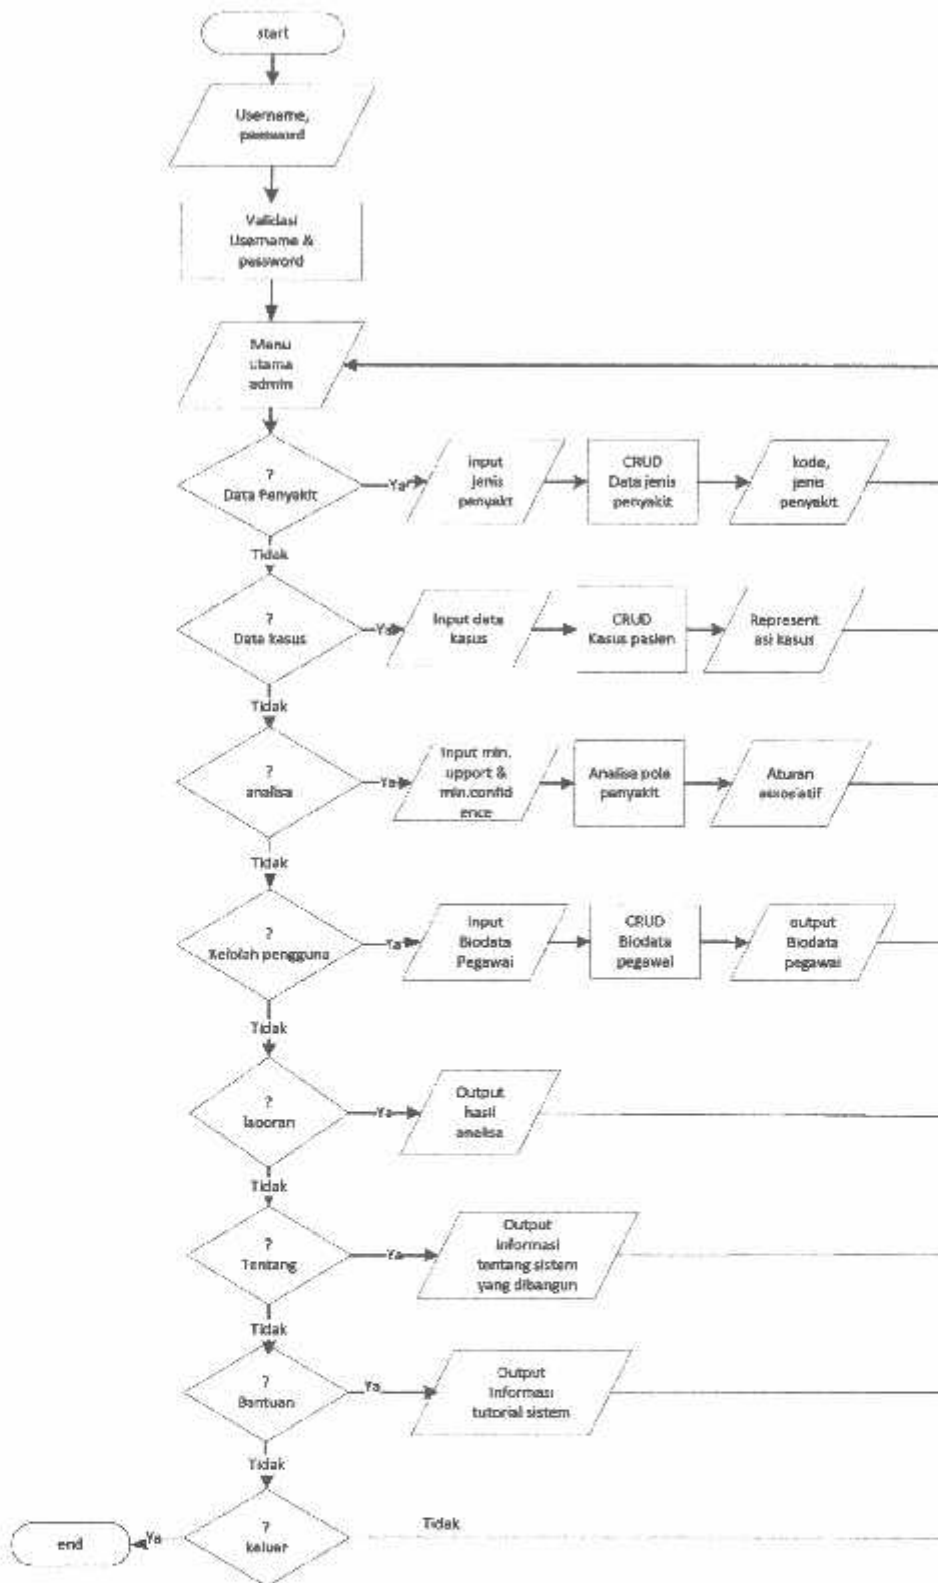 start
Username,
password
Validasi
Username &
password
Menu
utama
admin
?
Data Penyakit
Ya
input
jenis
penyakt
CRUD
Data jenis
penyakit
kode,
jenis
penyakit
Tidak
?
Data kasus
Ya
Input data
kasus
CRUD
Kasus pasien
Represent
asi kasus
Tidak
?
analisa
Ya
Input min.
upport &
min.confid
ence
Analisa pola
penyakit
Aturan
assosiatif
Tidak
?
Kelolah pengguna
Ya
Input
Biodata
Pegawai
CRUD
Biodata
pegawai
output
Biodata
pegawai
Tidak
?
laporan
Ya
Output
hasil
analisa
Tidak
?
Tentang
Ya
Output
Informasi
tentang sistem
yang dibangun
Tidak
?
Bantuan
Ya
Output
Informasi
tutorial sistem
Tidak
?
keluar
Ya
end
Tidak